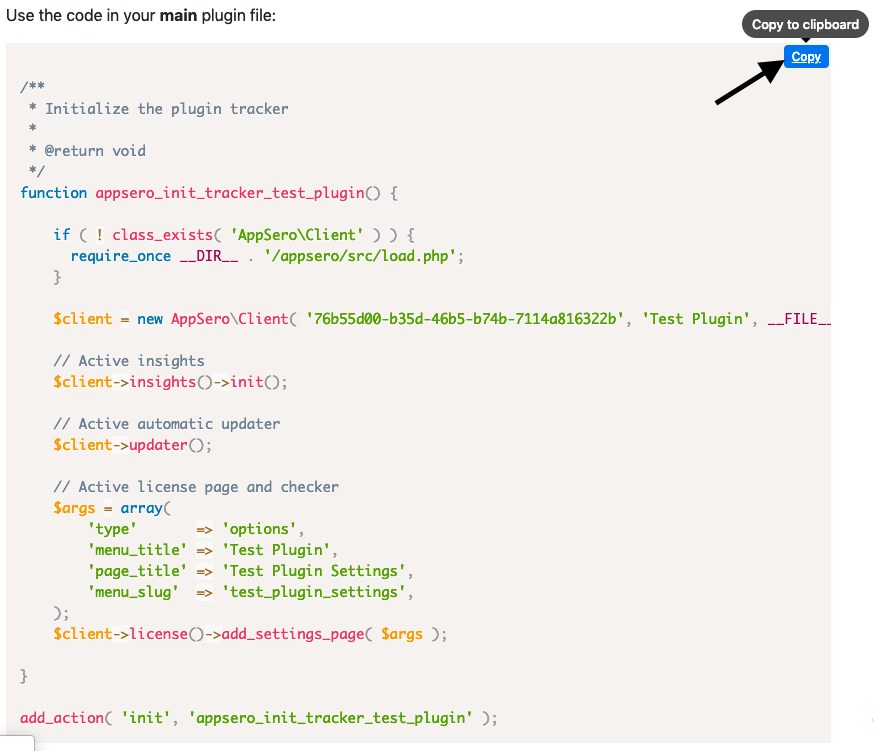 Use the code in your main plugin file:
Copy to clipboard
Copy
/**
 * Initialize the plugin tracker
 *
 * @return void
 */
function appsero_init_tracker_test_plugin() {
    if ( ! class_exists( 'AppSero\Client' ) ) {
      require_once __DIR__ . '/appsero/src/load.php';
    }
    $client = new AppSero\Client( '76b55d00-b35d-46b5-b74b-7114a816322b', 'Test Plugin', __FILE__
    // Active insights
    $client->insights()->init();
    // Active automatic updater
    $client->updater();
    // Active license page and checker
    $args = array(
        'type'       => 'options',
        'menu_title' => 'Test Plugin',
        'page_title' => 'Test Plugin Settings',
        'menu_slug'  => 'test_plugin_settings',
    );
    $client->license()->add_settings_page( $args );
}
add_action( 'init', 'appsero_init_tracker_test_plugin' );